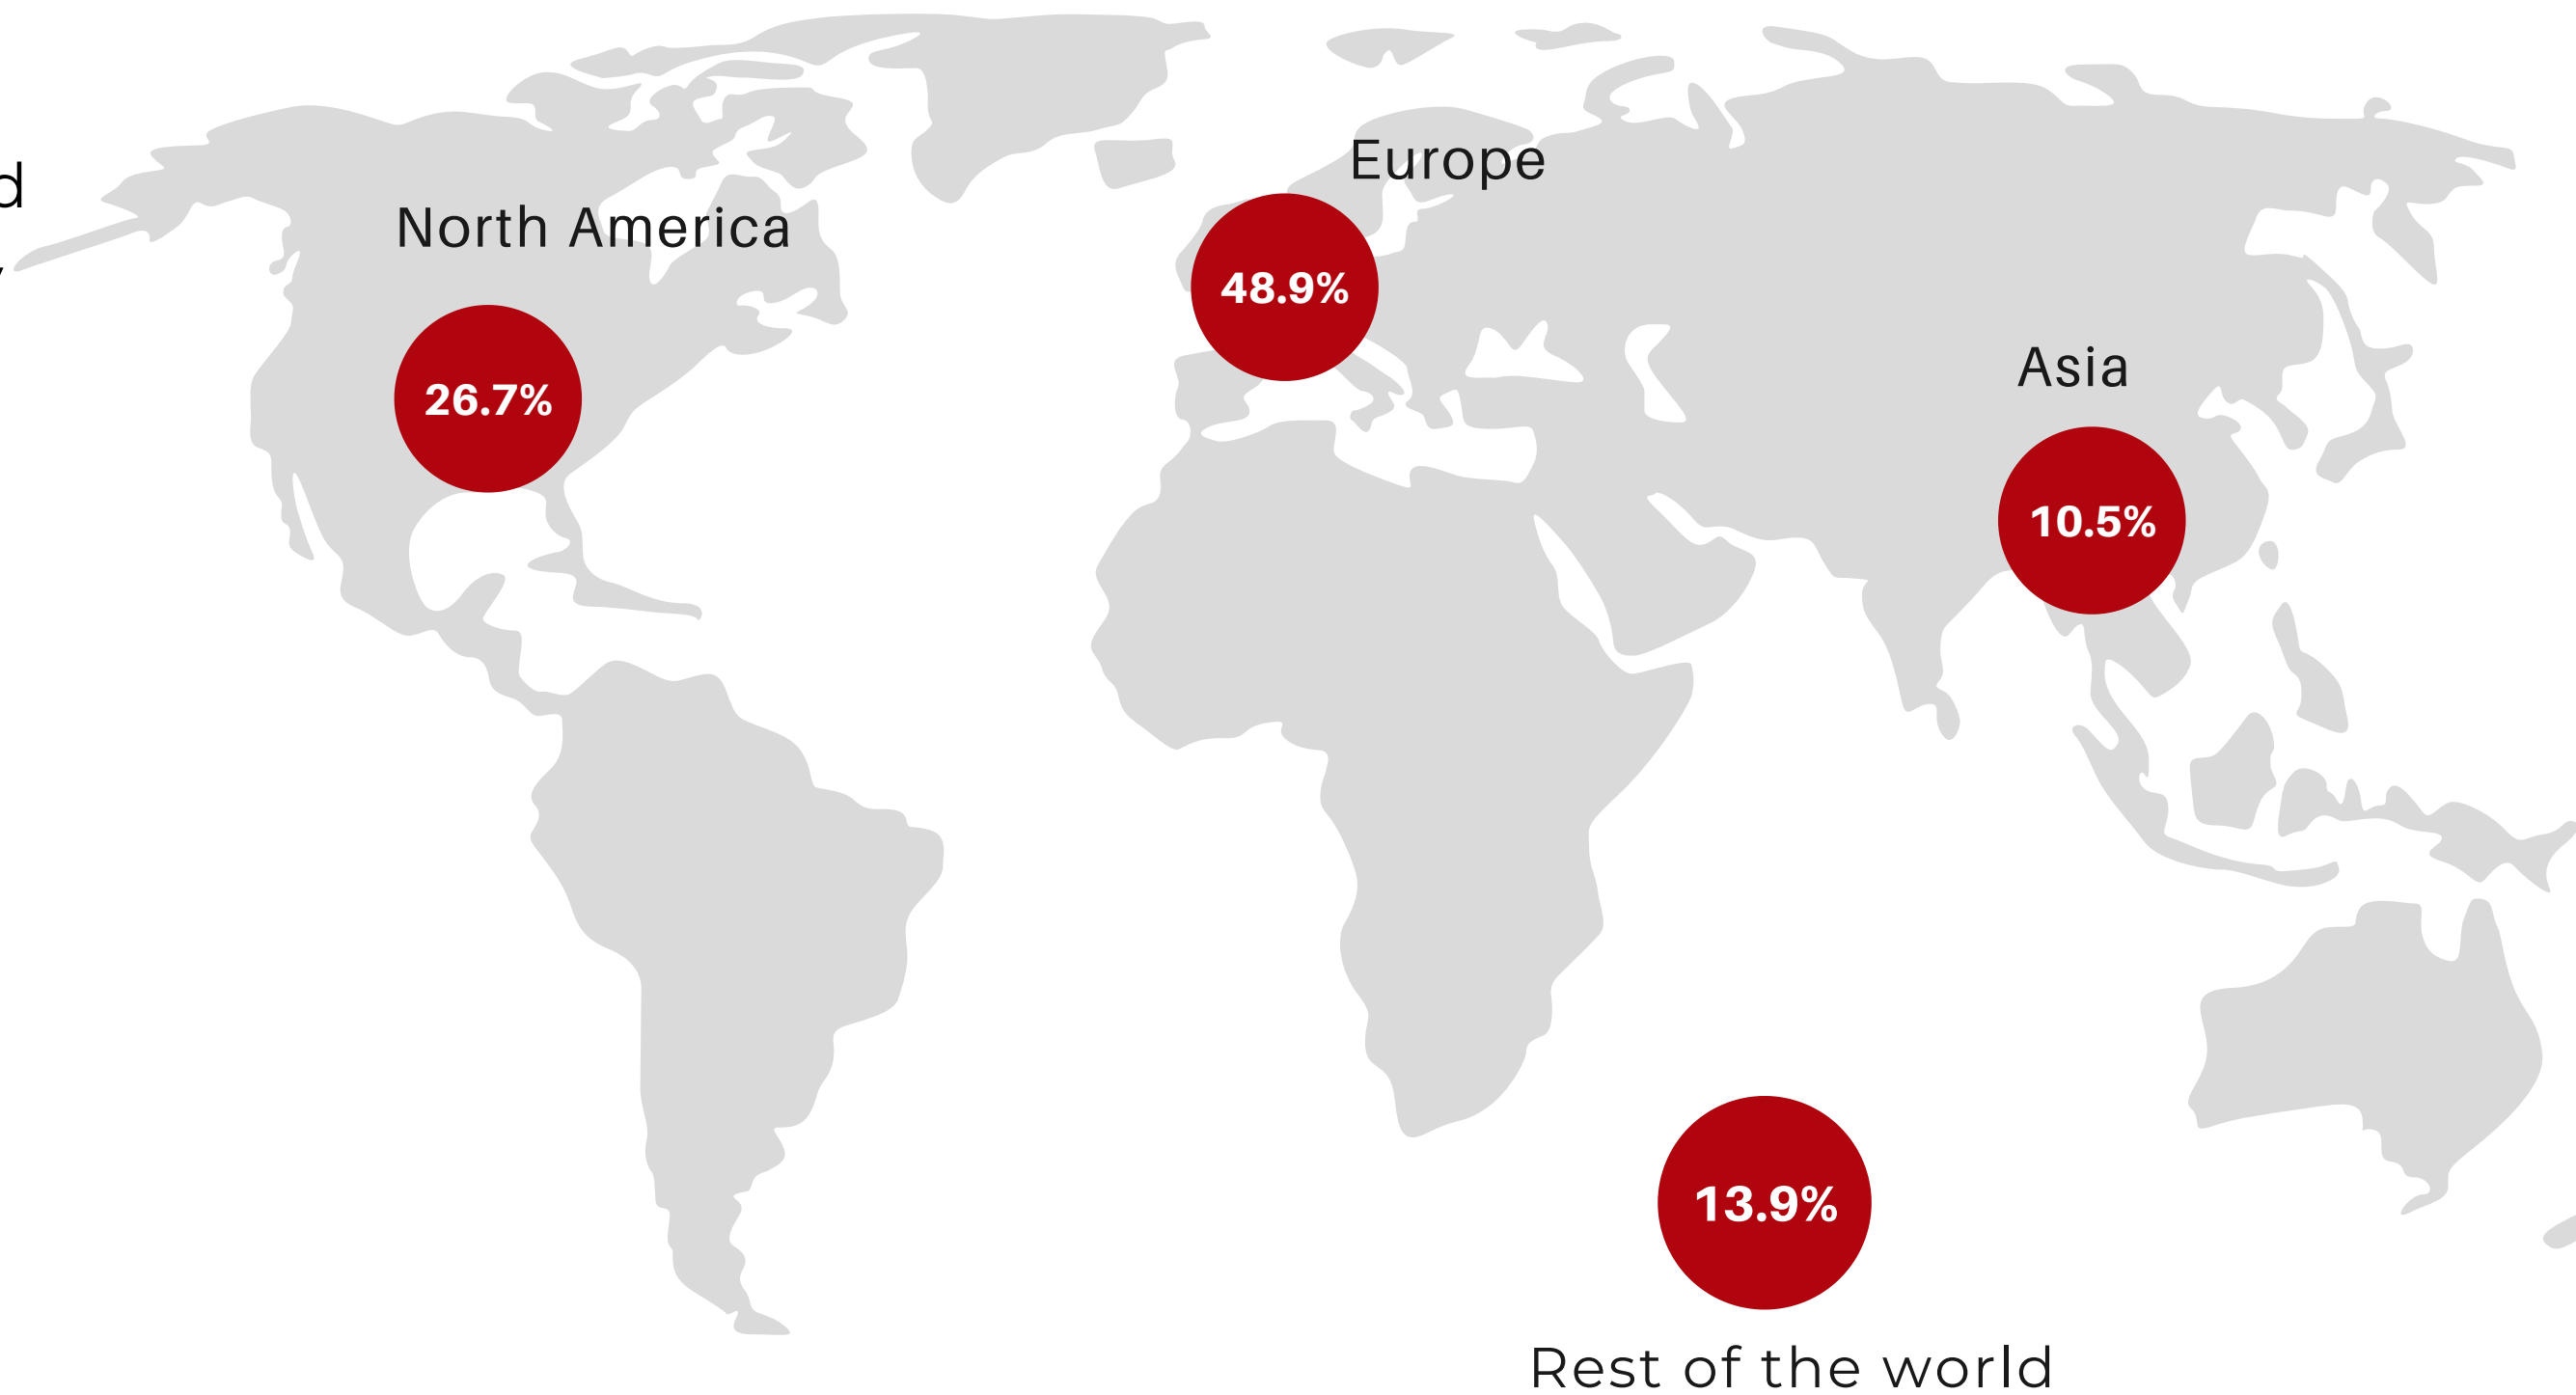 Europe
North America
48.9%
26.7%
Asia
10.5%
13.9%
Rest of the world